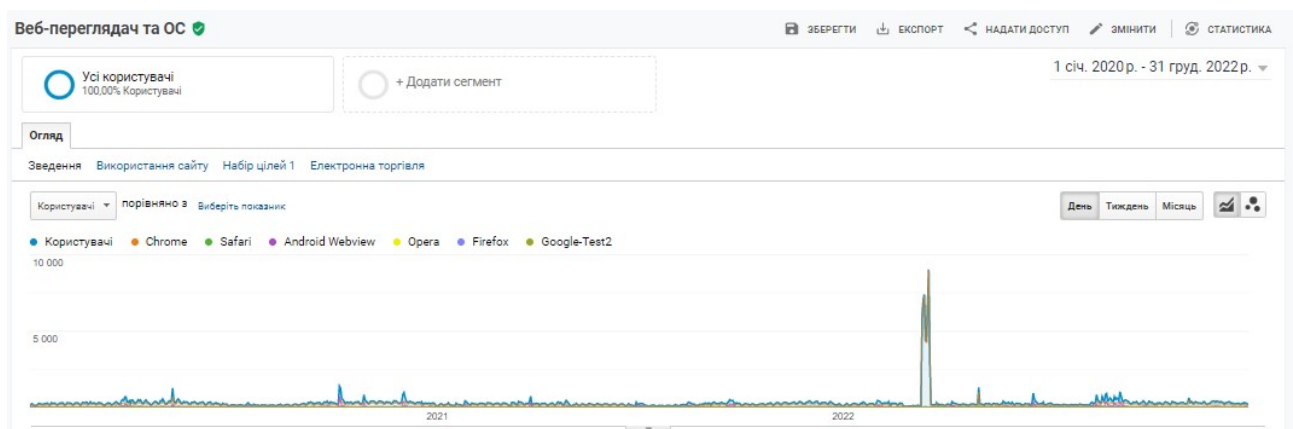 Веб-переглядач та ОС
ЗБЕРЕГТИ ЕКСПОРТ НАДАТИ ДОСТУП ЗМІНИТИ СТАТИСТИКА
Усі користувачі
100,00% Користувачі
+ Додати сегмент
1 січ. 2020 р. - 31 груд. 2022 р.
Огляд
Зведення Використання сайту Набір цілей 1 Електронна торгівля
Користувачі порівняно з Виберіть показник
День Тиждень Місяць
Користувачі Chrome Safari Android Webview Opera Firefox Google-Test2
10 000
5 000
2021 2022